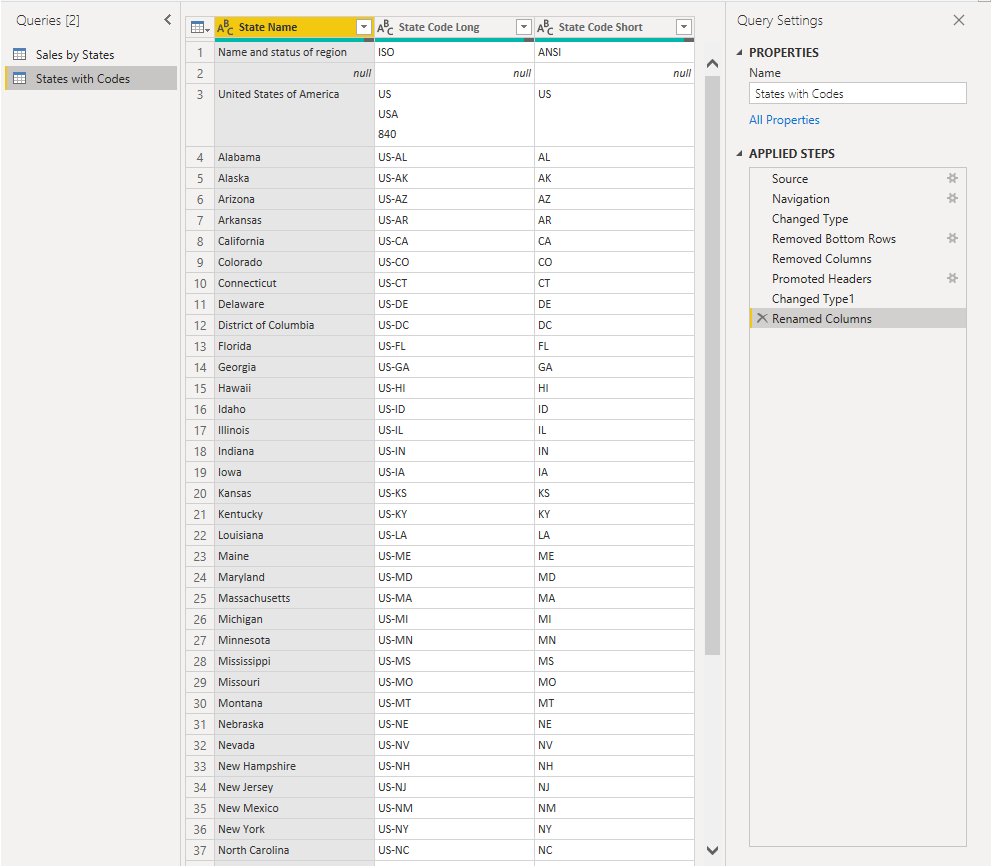 Queries [2]
Sales by States
States with Codes
ABC State Name ABC State Code Long ABC State Code Short
1 Name and status of region ISO ANSI
2 null null null
3 United States of America US US
USA
840
4 Alabama US-AL AL
5 Alaska US-AK AK
6 Arizona US-AZ AZ
7 Arkansas US-AR AR
8 California US-CA CA
9 Colorado US-CO CO
10 Connecticut US-CT CT
11 Delaware US-DE DE
12 District of Columbia US-DC DC
13 Florida US-FL FL
14 Georgia US-GA GA
15 Hawaii US-HI HI
16 Idaho US-ID ID
17 Illinois US-IL IL
18 Indiana US-IN IN
19 Iowa US-IA IA
20 Kansas US-KS KS
21 Kentucky US-KY KY
22 Louisiana US-LA LA
23 Maine US-ME ME
24 Maryland US-MD MD
25 Massachusetts US-MA MA
26 Michigan US-MI MI
27 Minnesota US-MN MN
28 Mississippi US-MS MS
29 Missouri US-MO MO
30 Montana US-MT MT
31 Nebraska US-NE NE
32 Nevada US-NV NV
33 New Hampshire US-NH NH
34 New Jersey US-NJ NJ
35 New Mexico US-NM NM
36 New York US-NY NY
37 North Carolina US-NC NC
Query Settings
PROPERTIES
Name
States with Codes
All Properties
APPLIED STEPS
Source
Navigation
Changed Type
Removed Bottom Rows
Removed Columns
Promoted Headers
Changed Type1
Renamed Columns